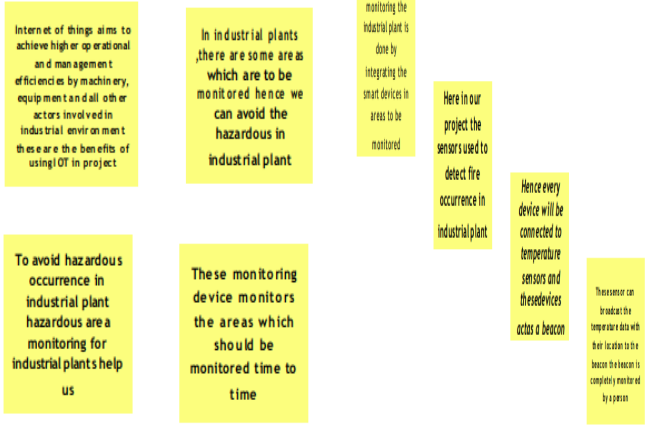 Internet of things aims to
achieve higher operational
and management
efficiencies by machinery,
equipment and all other
actors involved in
industrial environment
these are the benefits of
using IOT in project
In industrial plants
,there are some areas
which are to be
monitored hence we
can avoid the
hazardous in
industrial plant
monitoring the
industrial plant is
done by
integrating the
smart devices in
areas to be
monitored
Here in our
project the
sensors used to
detect fire
occurrence in
industrial plant
Hence every
device will be
connected to
temperature
sensors and
thesedevices
actas a beacon
These sensor can
broadcast the
temperature data with
their location to the
beacon the beacon is
completely monitored
by a person
To avoid hazardous
occurrence in
industrial plant
hazardous area
monitoring for
industrial plants help
us
These monitoring
device monitors
the areas which
should be
monitored time to
time